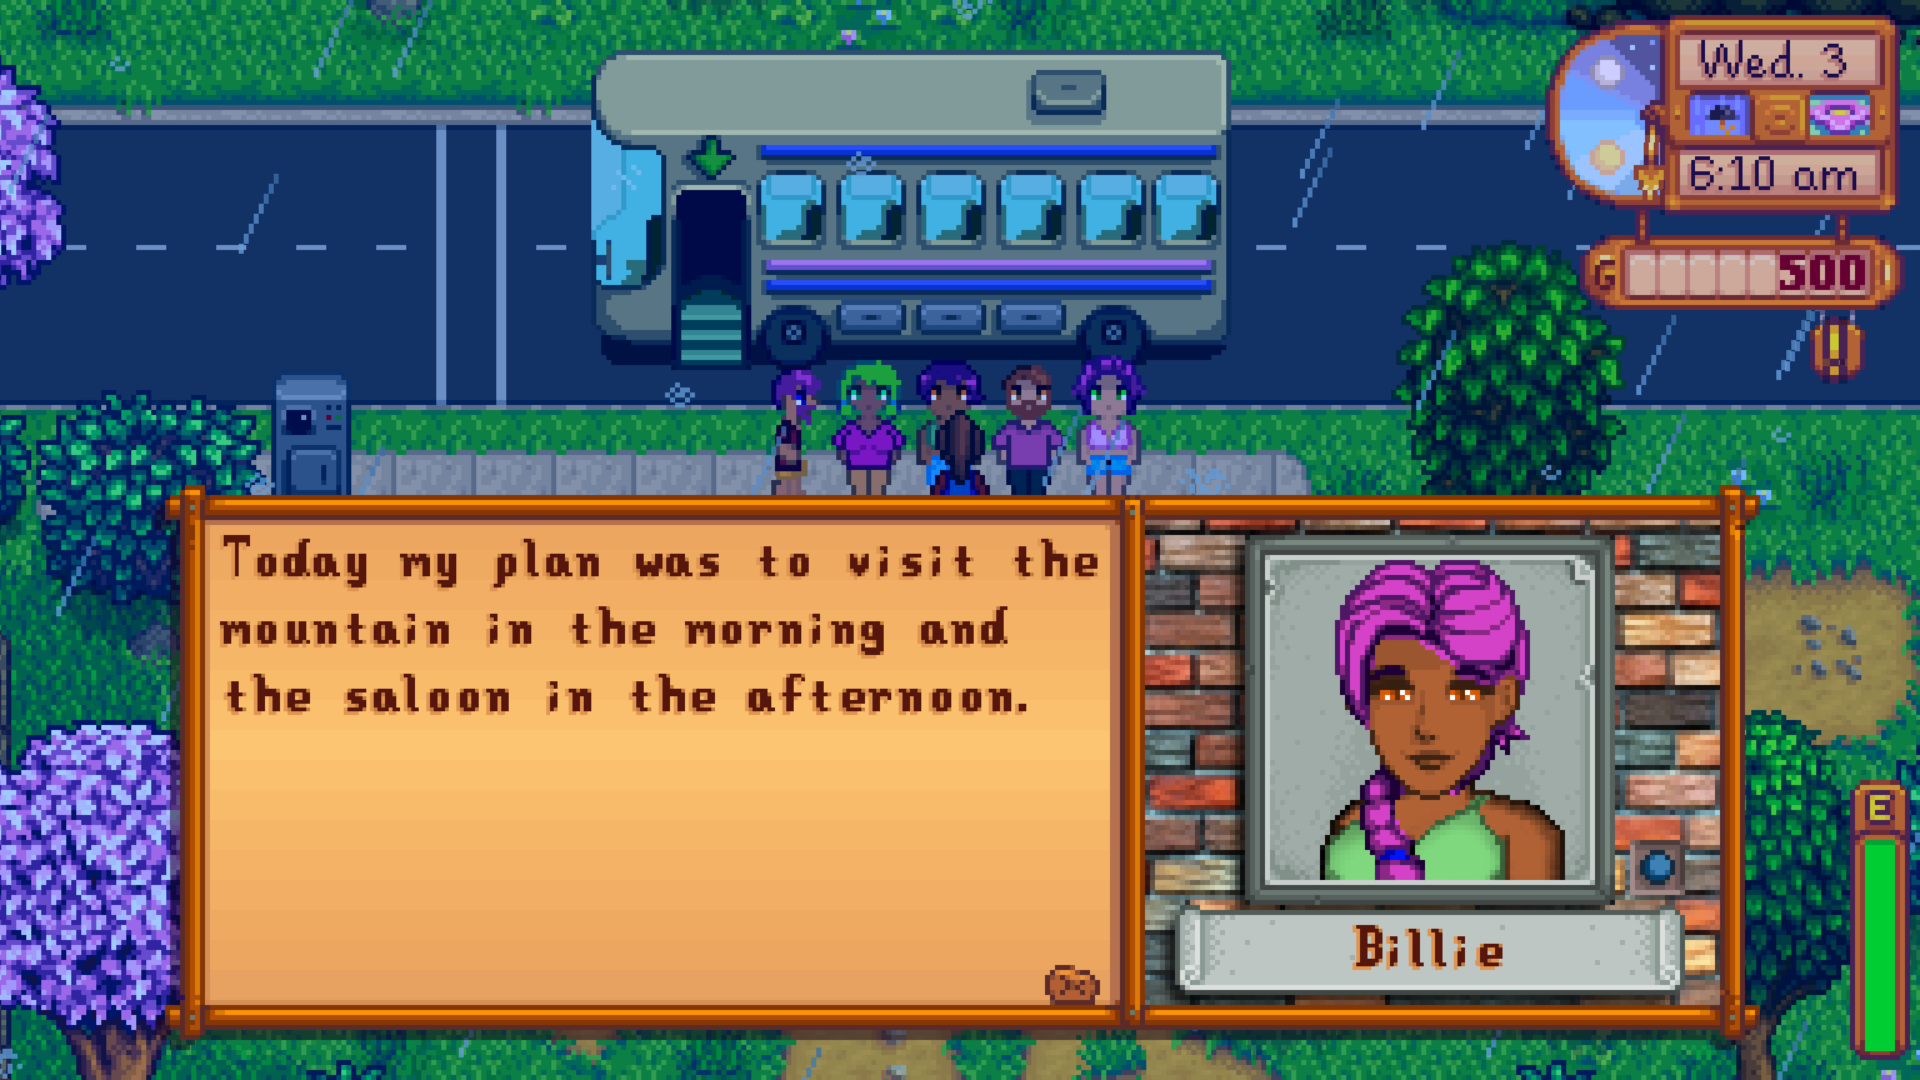 Wed. 3
6:10 am
G 500
Today my plan was to visit the
mountain in the morning and
the saloon in the afternoon.
Billie
E